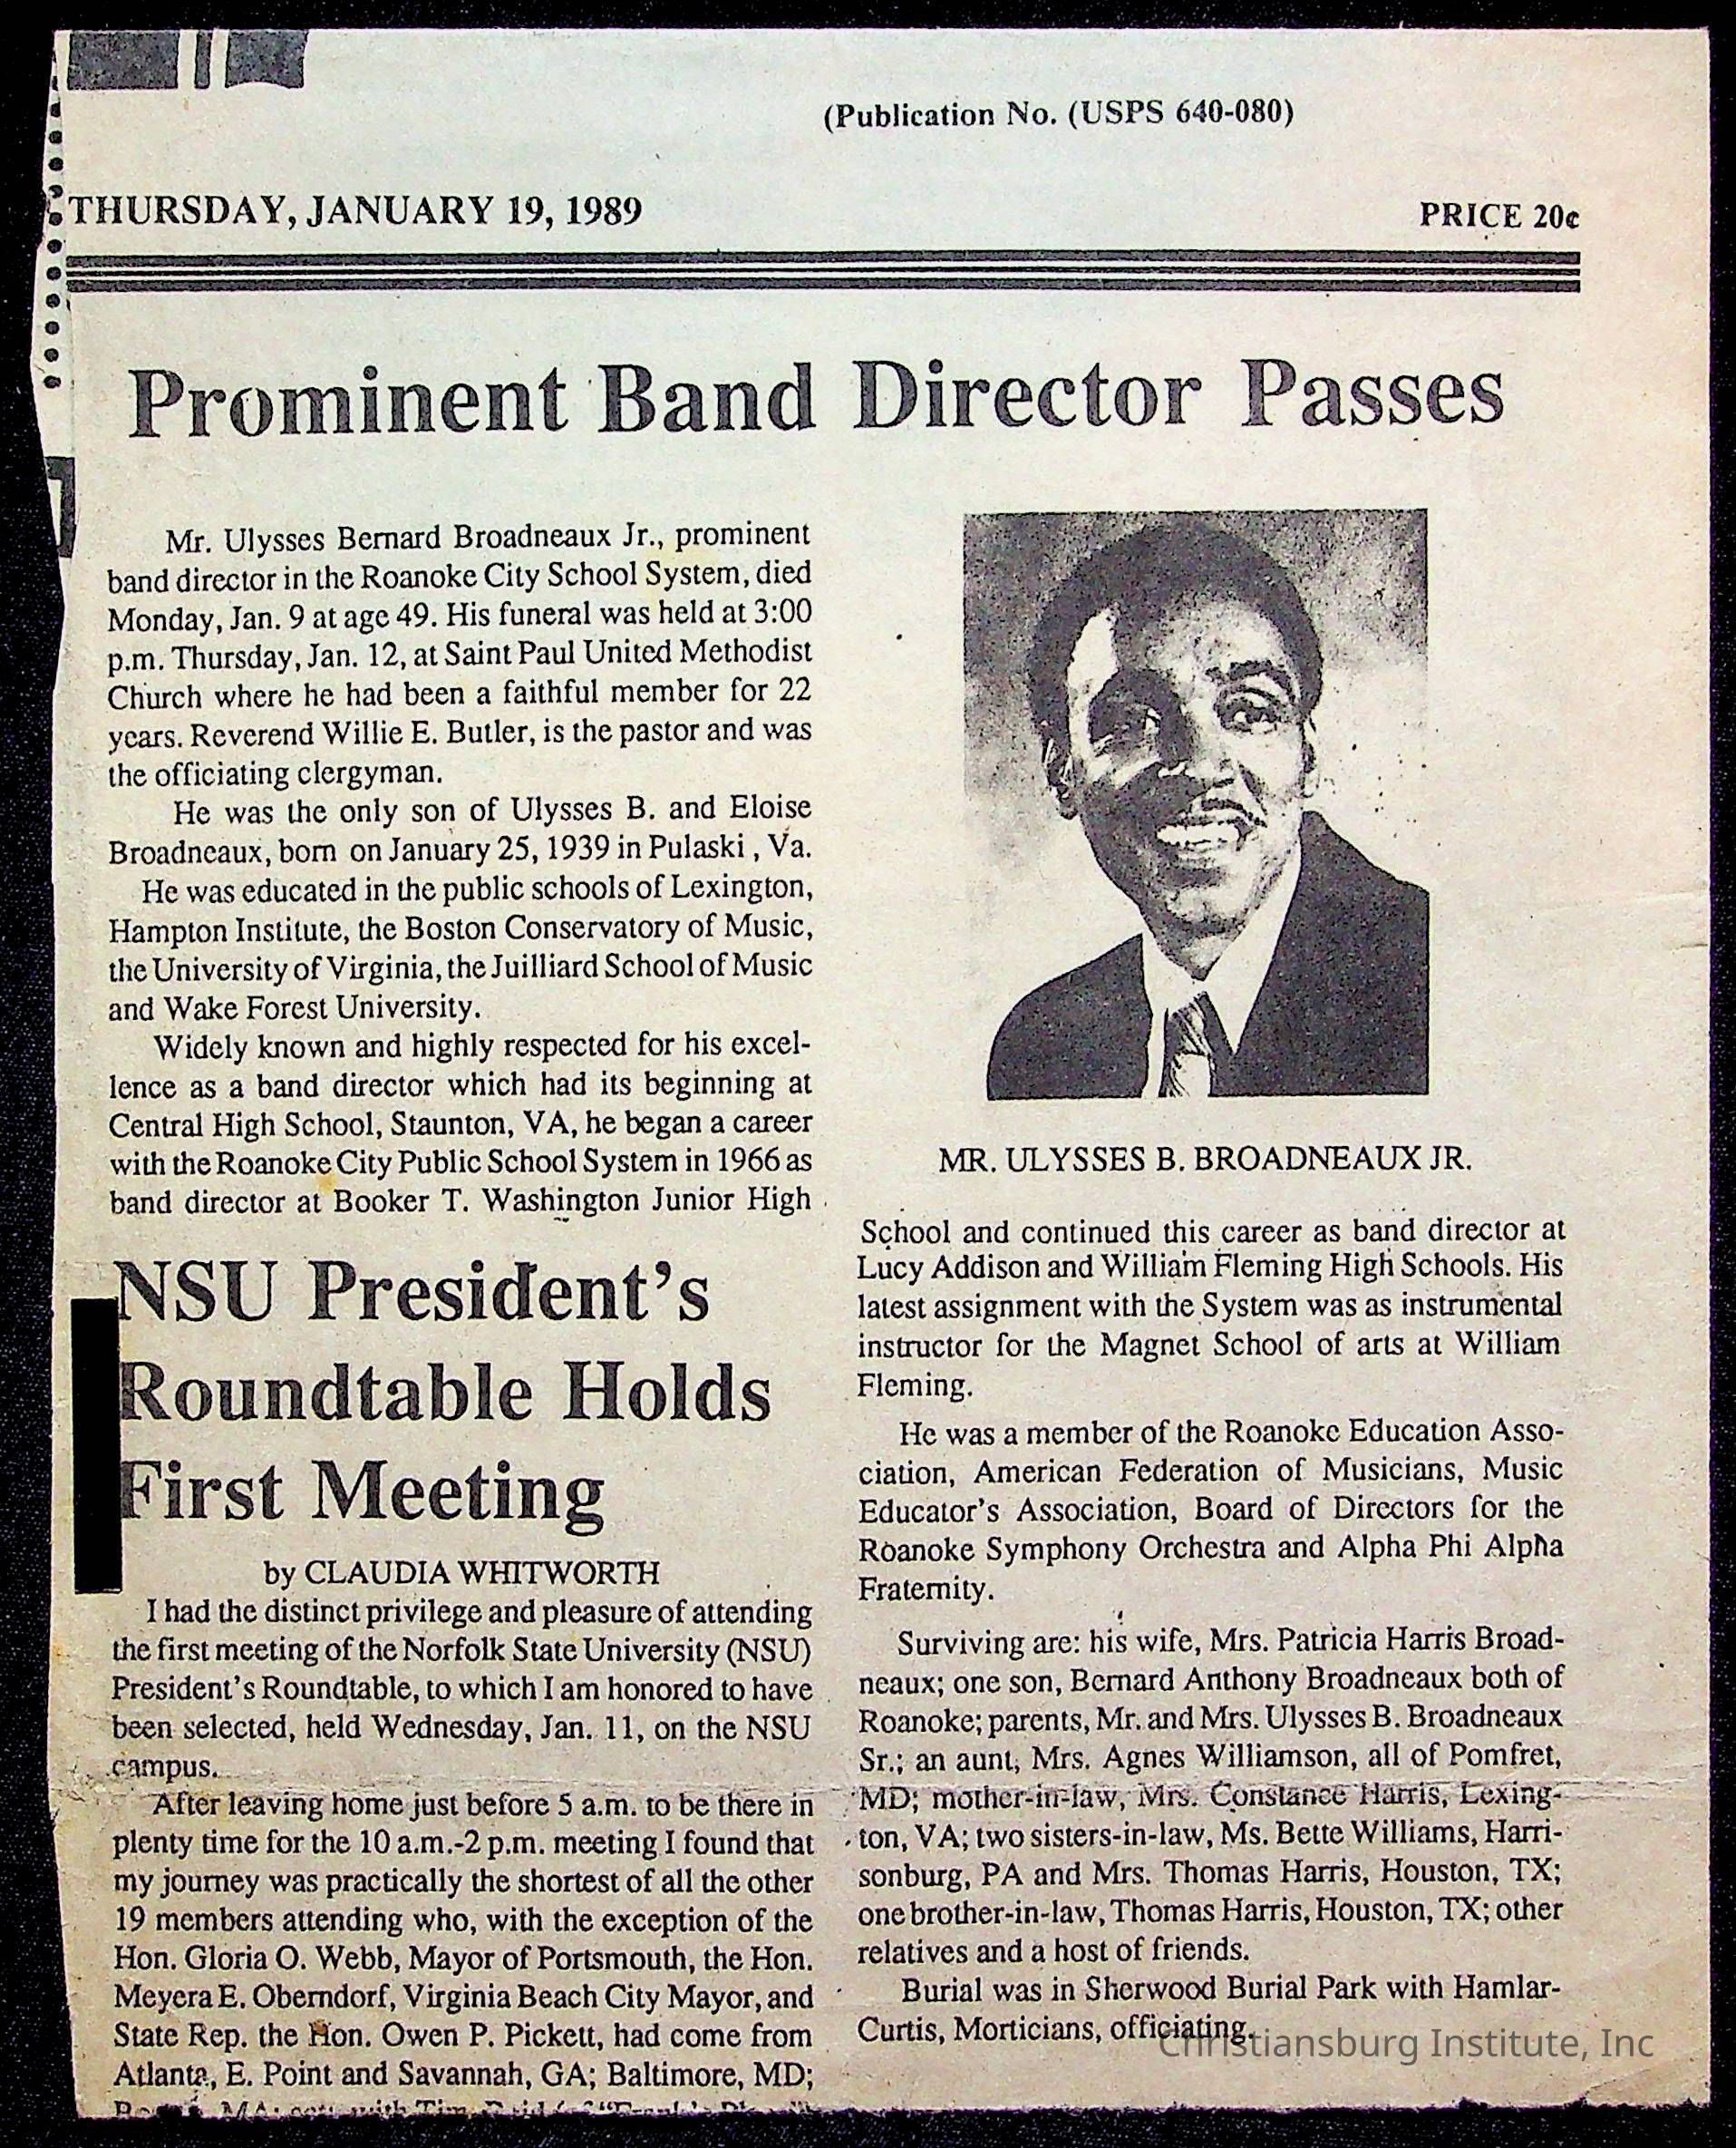 (Publication No. (USPS 640-080)
THURSDAY, JANUARY 19, 1989
PRICE 20¢
Prominent Band Director Passes
Mr. Ulysses Bernard Broadneaux Jr., prominent
band director in the Roanoke City School System, died
Monday, Jan. 9 at age 49. His funeral was held at 3:00
p.m. Thursday, Jan. 12, at Saint Paul United Methodist
Church where he had been a faithful member for 22
years. Reverend Willie E. Butler, is the pastor and was
the officiating clergyman.
He was the only son of Ulysses B. and Eloise
Broadneaux, born on January 25, 1939 in Pulaski , Va.
He was educated in the public schools of Lexington,
Hampton Institute, the Boston Conservatory of Music,
the University of Virginia, the Juilliard School of Music
and Wake Forest University.
Widely known and highly respected for his excel-
lence as a band director which had its beginning at
Central High School, Staunton, VA, he began a career
with the Roanoke City Public School System in 1966 as
band director at Booker T. Washington Junior High
MR. ULYSSES B. BROADNEAUX JR.
School and continued this career as band director at
Lucy Addison and William Fleming High Schools. His
latest assignment with the System was as instrumental
instructor for the Magnet School of arts at William
Fleming.
He was a member of the Roanoke Education Asso-
ciation, American Federation of Musicians, Music
Educator's Association, Board of Directors for the
Roanoke Symphony Orchestra and Alpha Phi Alpha
Fraternity.
Surviving are: his wife, Mrs. Patricia Harris Broad-
neaux; one son, Bernard Anthony Broadneaux both of
Roanoke; parents, Mr. and Mrs. Ulysses B. Broadneaux
Sr.; an aunt, Mrs. Agnes Williamson, all of Pomfret,
MD; mother-in-law, Mrs. Constance Harris, Lexing-
ton, VA; two sisters-in-law, Ms. Bette Williams, Harri-
sonburg, PA and Mrs. Thomas Harris, Houston, TX;
one brother-in-law, Thomas Harris, Houston, TX; other
relatives and a host of friends.
Burial was in Sherwood Burial Park with Hamlar-
Curtis, Morticians, officiating.
NSU President's
Roundtable Holds
First Meeting
by CLAUDIA WHITWORTH
I had the distinct privilege and pleasure of attending
the first meeting of the Norfolk State University (NSU)
President's Roundtable, to which I am honored to have
been selected, held Wednesday, Jan. 11, on the NSU
campus.
After leaving home just before 5 a.m. to be there in
plenty time for the 10 a.m.-2 p.m. meeting I found that
my journey was practically the shortest of all the other
19 members attending who, with the exception of the
Hon. Gloria O. Webb, Mayor of Portsmouth, the Hon.
Meyera E. Oberndorf, Virginia Beach City Mayor, and
State Rep. the Hon. Owen P. Pickett, had come from
Atlanta, E. Point and Savannah, GA; Baltimore, MD;
MA; with Tim
Christiansburg Institute, Inc